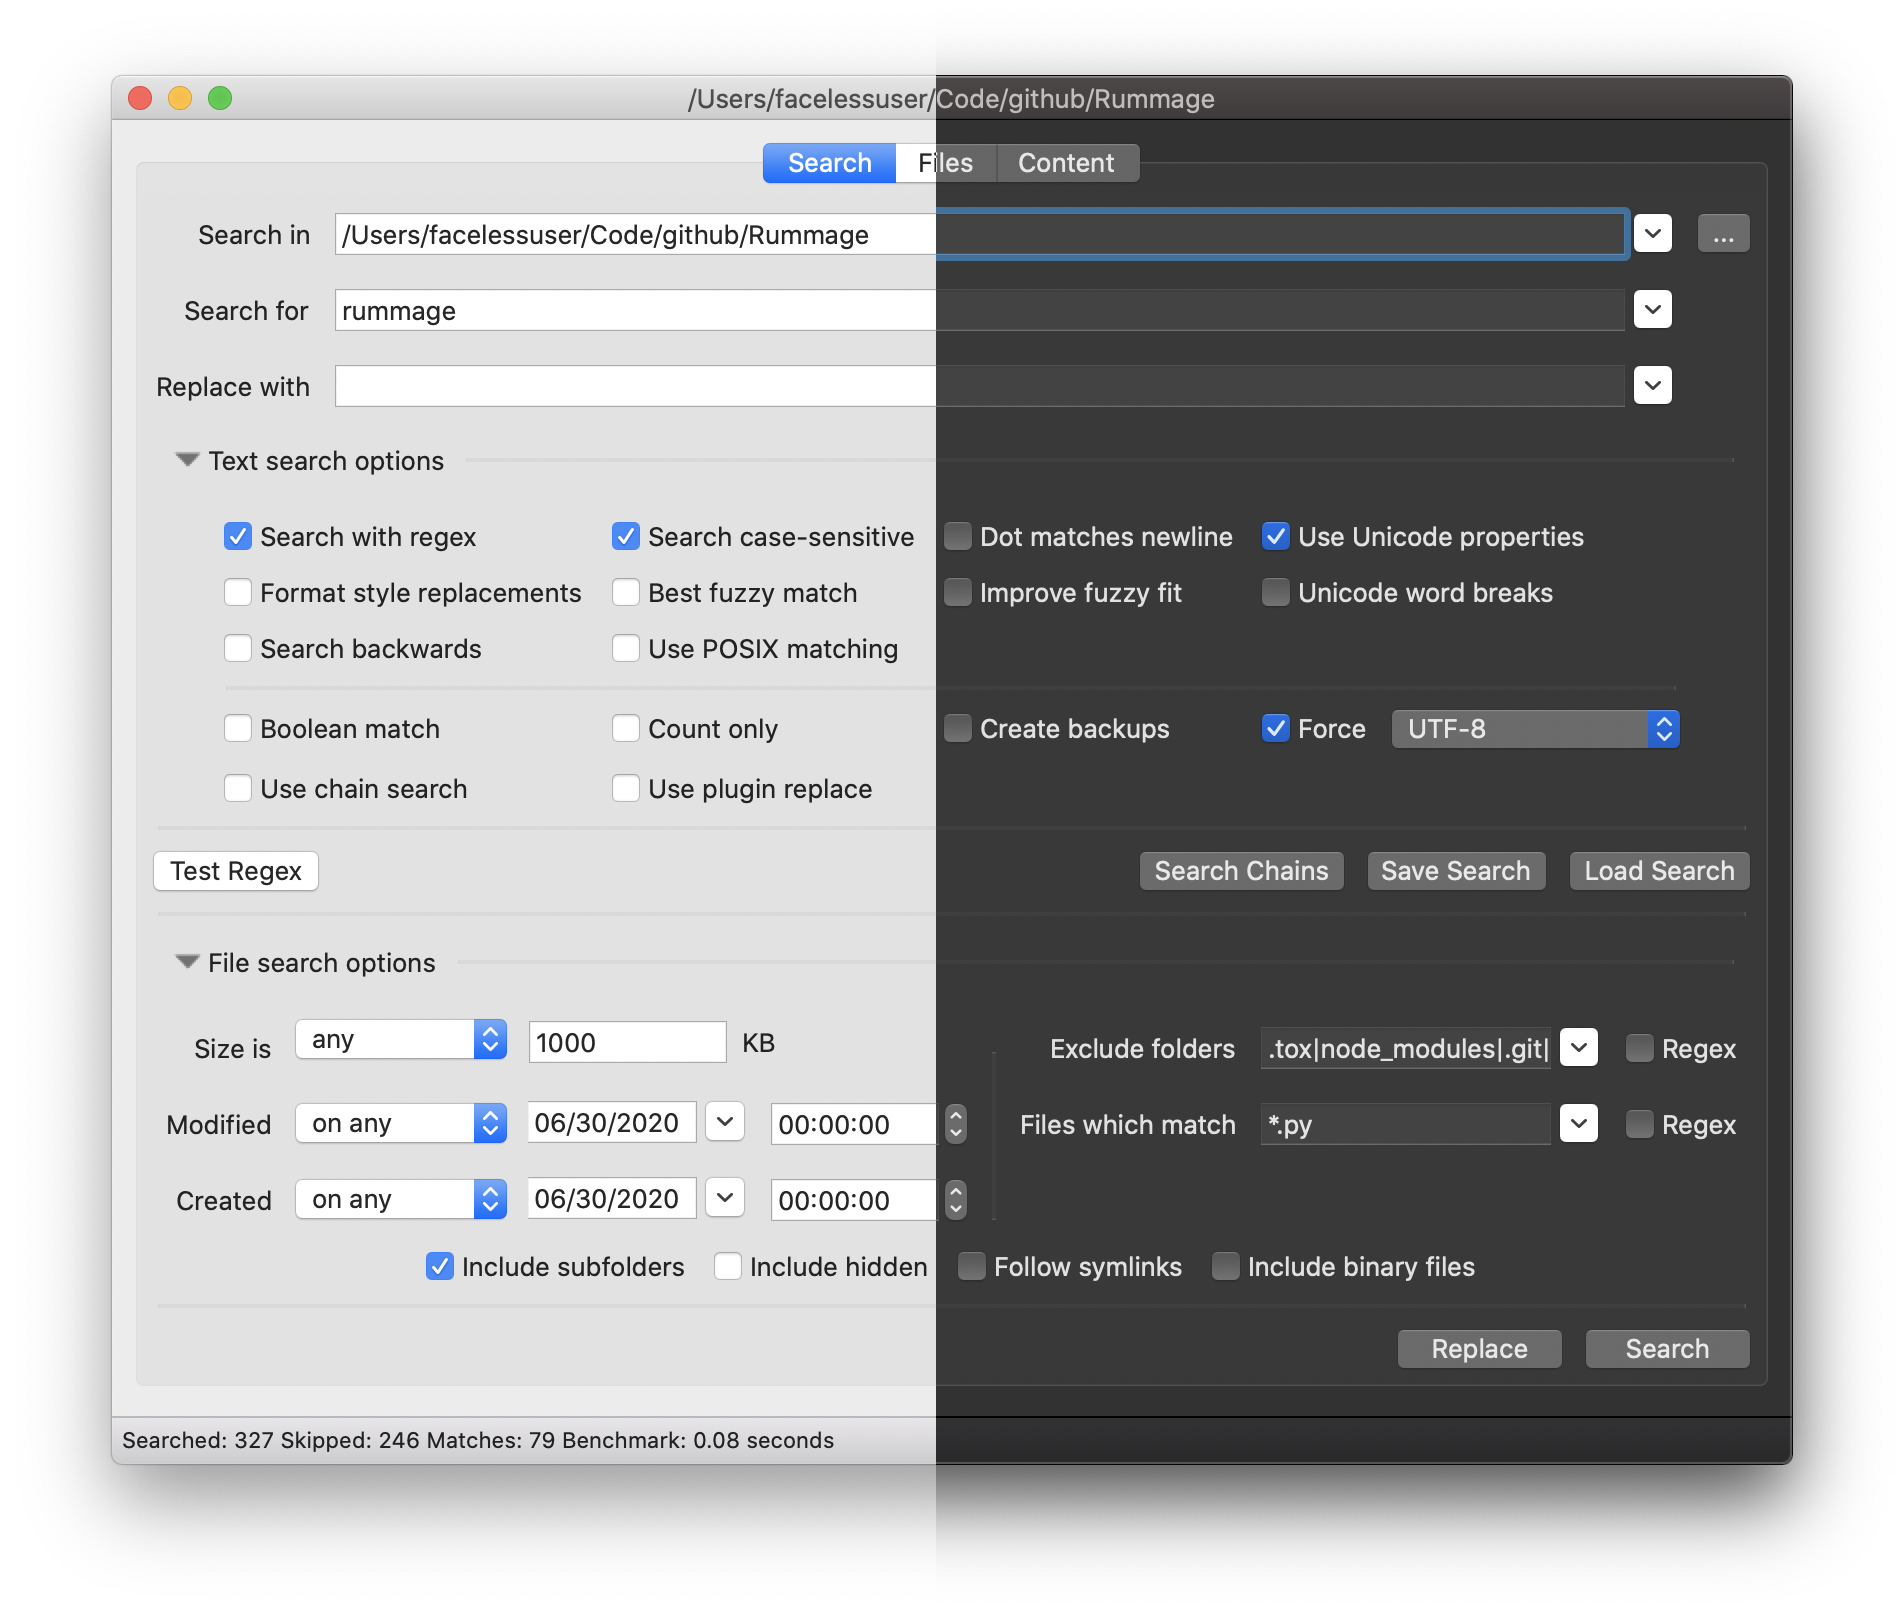 /Users/facelessuser/Code/github/Rummage
Search Files Content
Search in /Users/facelessuser/Code/github/Rummage ...
Search for rummage
Replace with
Text search options
Search with regex Search case-sensitive Dot matches newline Use Unicode properties
Format style replacements Best fuzzy match Improve fuzzy fit Unicode word breaks
Search backwards Use POSIX matching
Boolean match Count only Create backups Force UTF-8
Use chain search Use plugin replace
Test Regex Search Chains Save Search Load Search
File search options
Size is any 1000 KB Exclude folders .tox|node_modules|.git| Regex
Modified on any 06/30/2020 00:00:00 Files which match *.py Regex
Created on any 06/30/2020 00:00:00
Include subfolders Include hidden Follow symlinks Include binary files
Replace Search
Searched: 327 Skipped: 246 Matches: 79 Benchmark: 0.08 seconds